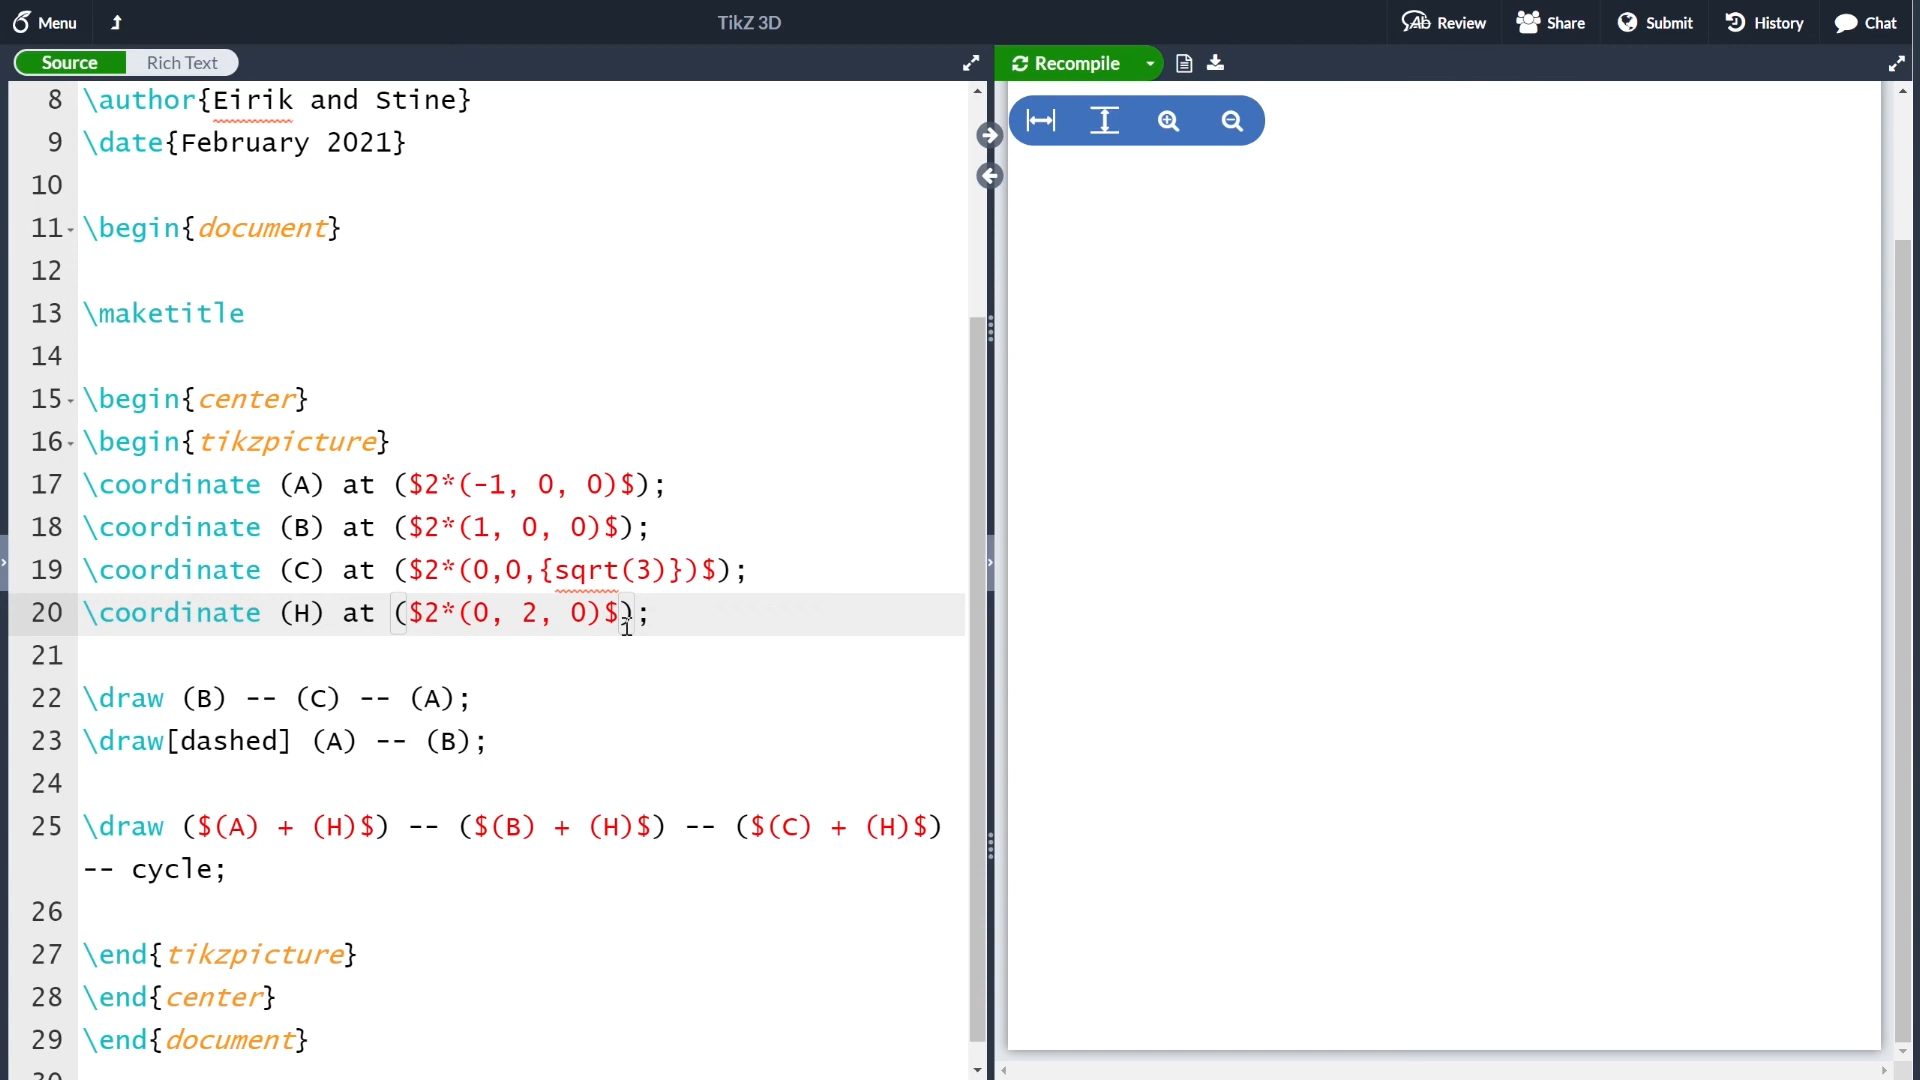 Menu
TikZ 3D
Review
Share
Submit
History
Chat
Source
Rich Text
Recompile
8 \author{Eirik and Stine}
9 \date{February 2021}
10
11 \begin{document}
12
13 \maketitle
14
15 \begin{center}
16 \begin{tikzpicture}
17 \coordinate (A) at ($2*(-1, 0, 0)$);
18 \coordinate (B) at ($2*(1, 0, 0)$);
19 \coordinate (C) at ($2*(0,0,{sqrt(3)})$);
20 \coordinate (H) at ($2*(0, 2, 0)$);
21
22 \draw (B) -- (C) -- (A);
23 \draw[dashed] (A) -- (B);
24
25 \draw ($(A) + (H)$) -- ($(B) + (H)$) -- ($(C) + (H)$)
-- cycle;
26
27 \end{tikzpicture}
28 \end{center}
29 \end{document}
30